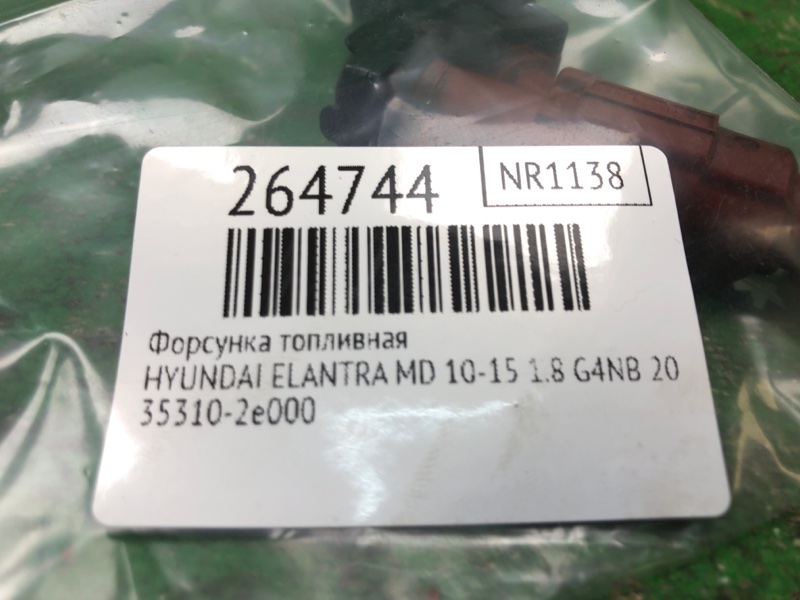 264744
NR1138
Форсунка топливная
HYUNDAI ELANTRA MD 10-15 1.8 G4NB 20
35310-2e000